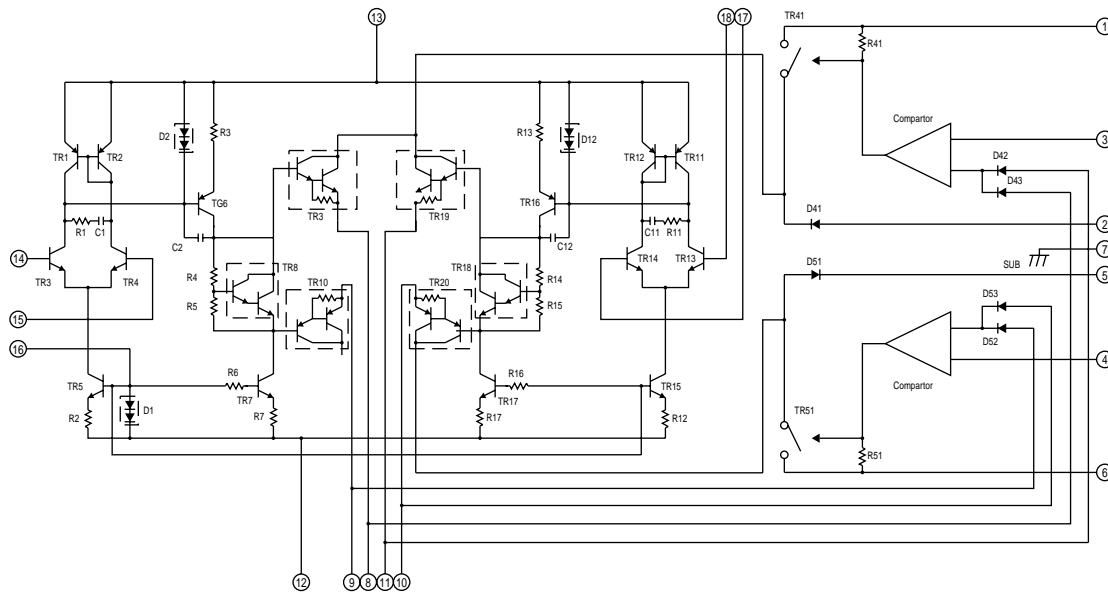 13
18
17
TR41
1
R41
D2
R3
R13
D12
Compartor
3
TR1
TR2
TR12
TR11
D42
D43
TG6
TR3
TR19
TR16
R1
C1
C11
R11
D41
2
C2
C12
14
TR3
TR4
TR8
TR18
TR14
TR13
7
D51
SUB
5
R4
TR10
TR20
R14
R5
R15
D53
15
D52
16
4
R6
R16
Compartor
TR5
TR7
TR17
TR15
R2
D1
R7
R17
R12
TR51
R51
6
12
9
8
11
10